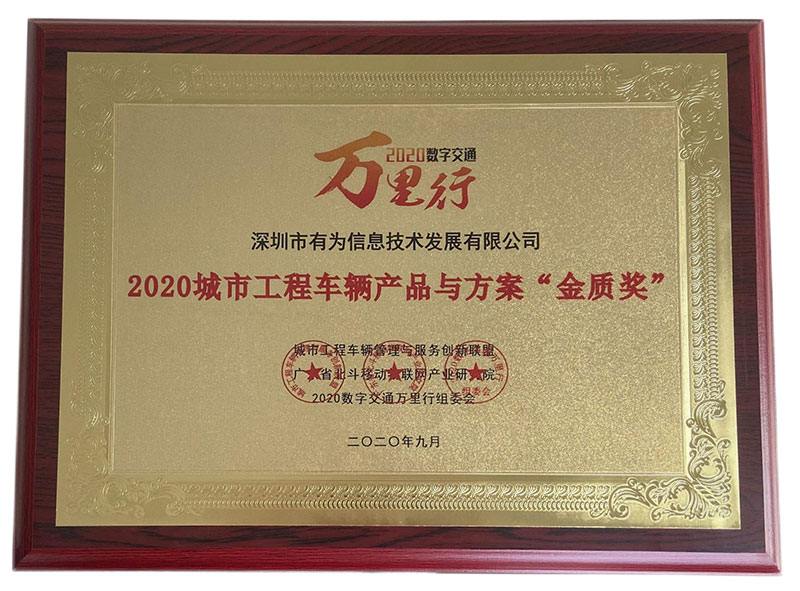 2020数字交通
万里行
深圳市有为信息技术发展有限公司
2020城市工程车辆产品与方案“金质奖”
城市工程车辆管理与服务创新联盟
广东省北斗移动互联网产业研究院
2020数字交通万里行组委会
组委会
二〇二〇年九月